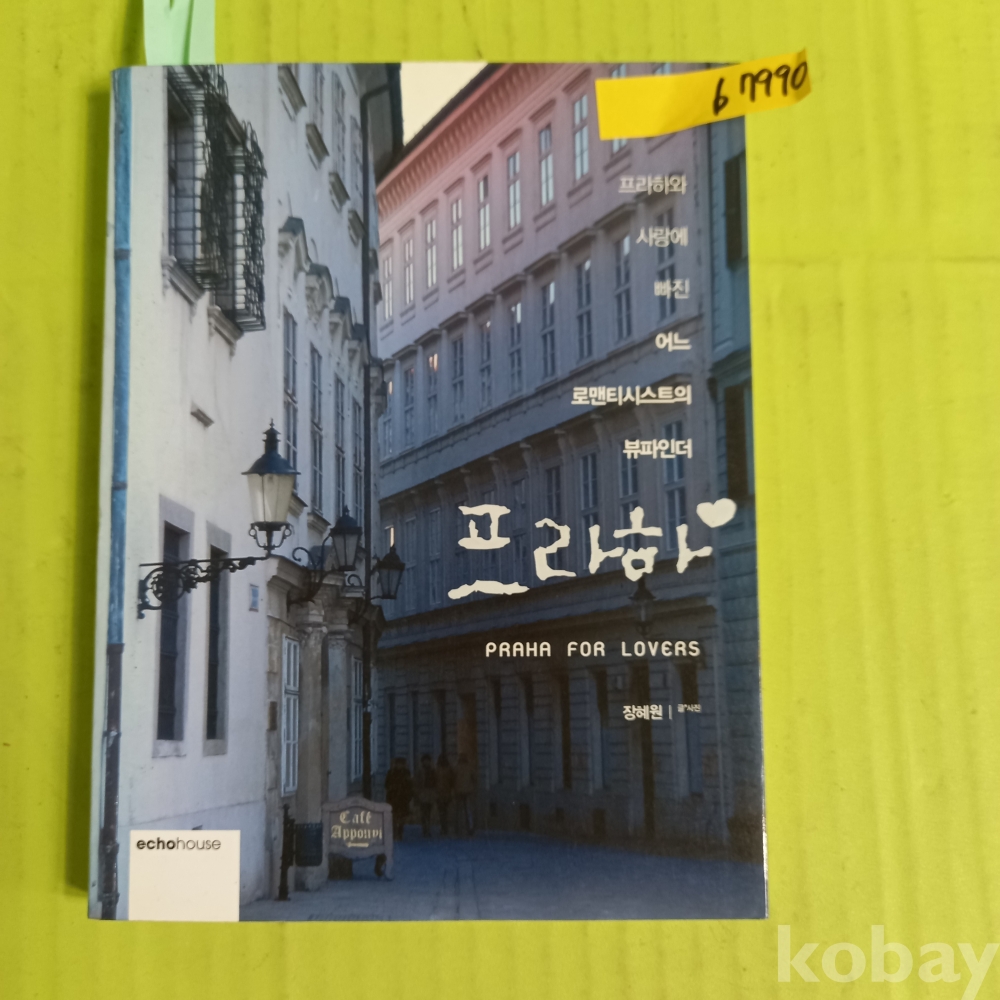 6 7990
프라하와
사랑에
빠진
어느
로맨티시스트의
뷰파인더
프라하
PRAHA FOR LOVERS
장혜원 | 글*사진
Café
Apponyi
echohouse
kobay